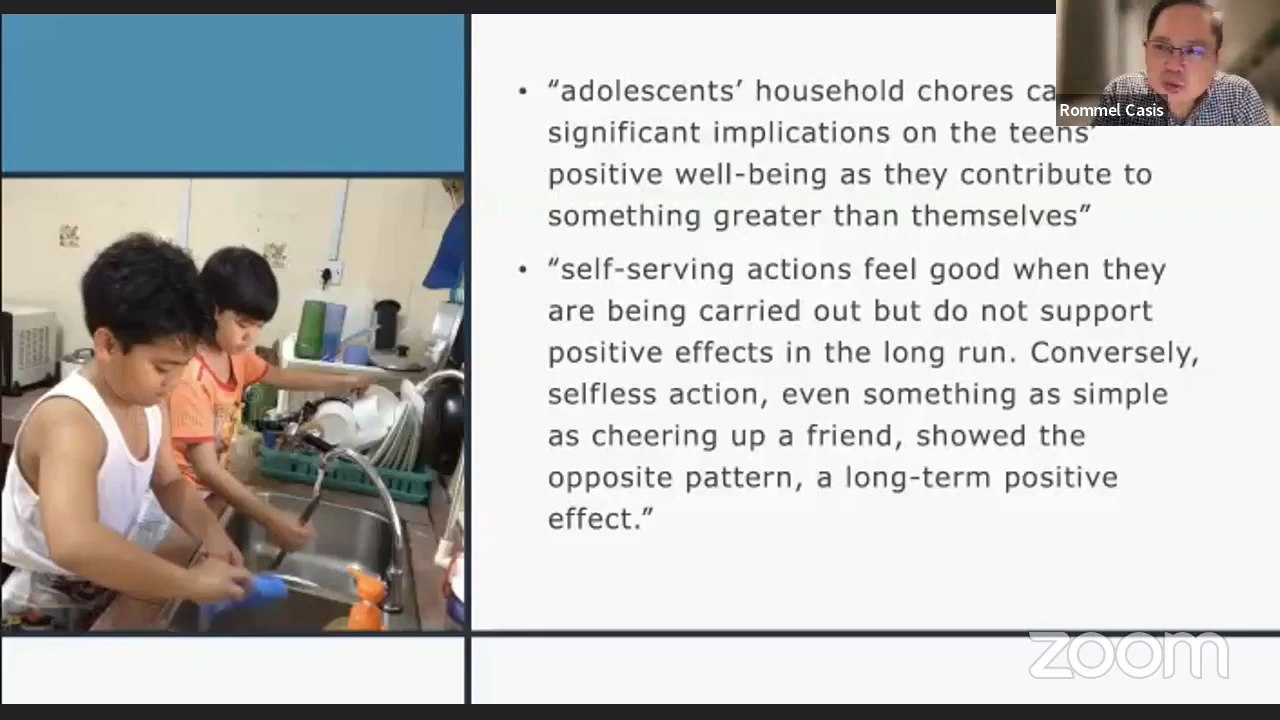 • “adolescents’ household chores ca
significant implications on the teens’
positive well-being as they contribute to
something greater than themselves”
• “self-serving actions feel good when they
are being carried out but do not support
positive effects in the long run. Conversely,
selfless action, even something as simple
as cheering up a friend, showed the
opposite pattern, a long-term positive
effect.”
Rommel Casis
zoom